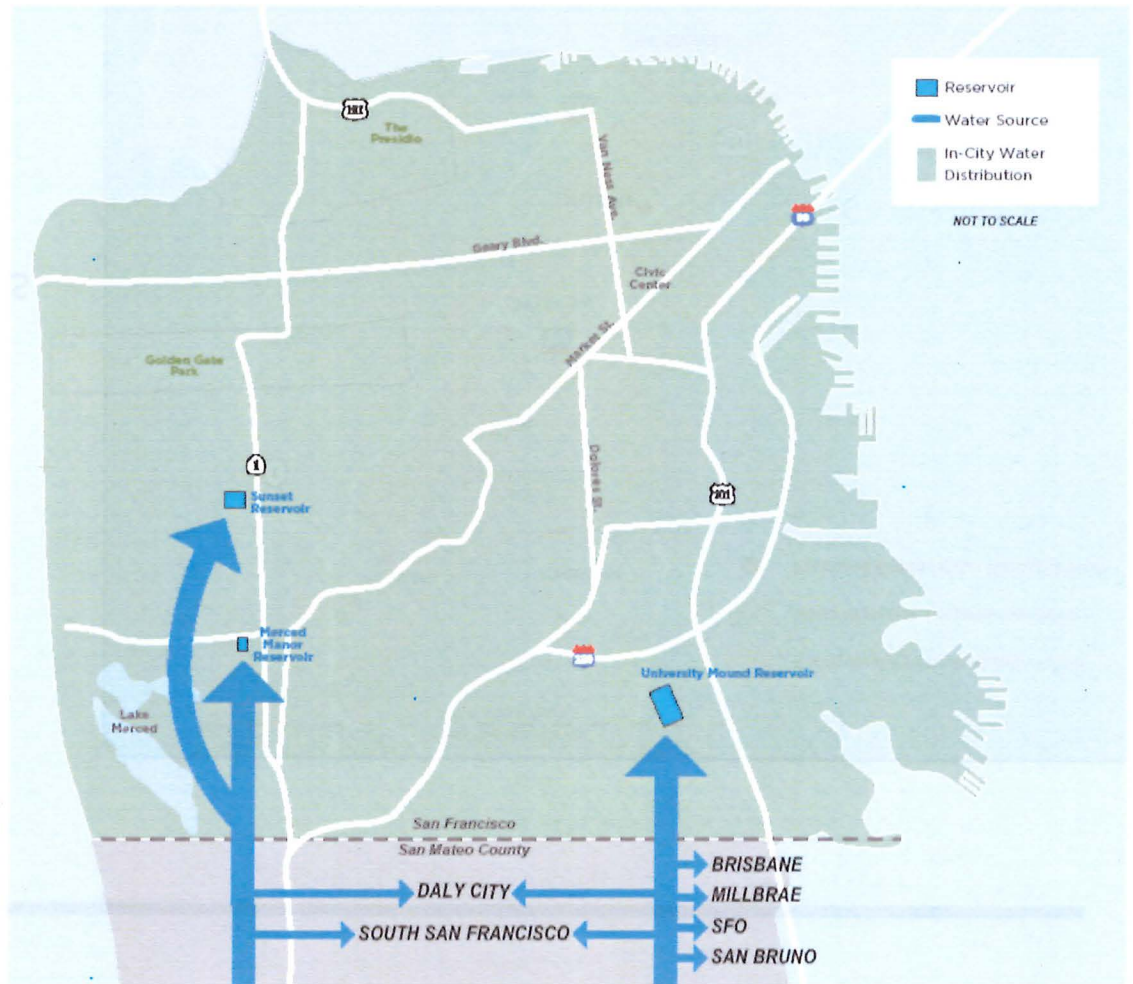 Reservoir
Water Source
In-City Water
Distribution
NOT TO SCALE
101
The
Presidio
Van Ness Ave.
80
Geary Blvd.
Civic
Center
Market St.
Golden Gate
Park
1
Sunset
Reservoir
Dolores St.
101
Merced
Manor
Reservoir
280
University Mound Reservoir
Lake
Merced
San Francisco
San Mateo County
BRISBANE
DALY CITY
MILLBRAE
SOUTH SAN FRANCISCO
SFO
SAN BRUNO